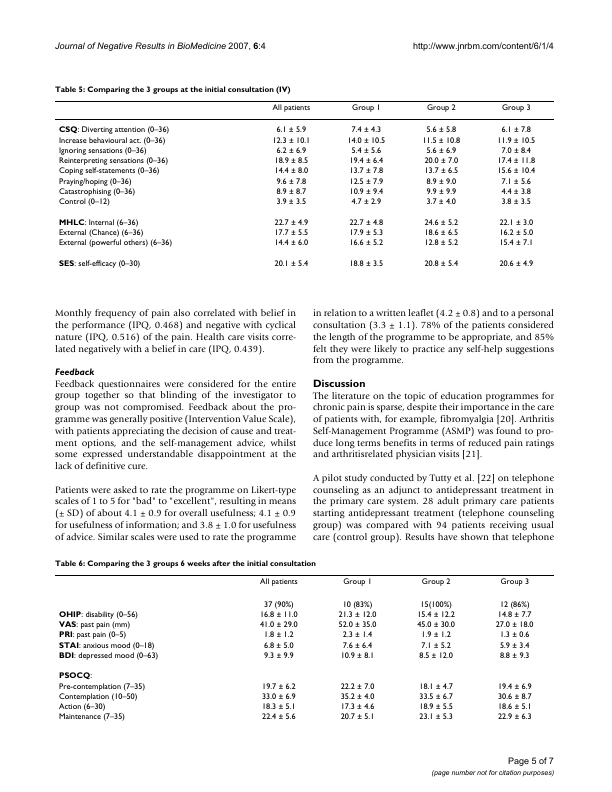 Journal of Negative Results in BioMedicine 2007, 6:4 http://www.jnrbm.com/content/6/1/4
Table 5: Comparing the 3 groups at the initial consultation (IV)
All patients Group 1 Group 2 Group 3
CSQ: Diverting attention (0–36) 6.1 ± 5.9 7.4 ± 4.3 5.6 ± 5.8 6.1 ± 7.8
Increase behavioural act. (0–36) 12.3 ± 10.1 14.0 ± 10.5 11.5 ± 10.8 11.9 ± 10.5
Ignoring sensations (0–36) 6.2 ± 6.9 5.4 ± 5.6 5.6 ± 6.9 7.0 ± 8.4
Reinterpreting sensations (0–36) 18.9 ± 8.5 19.4 ± 6.4 20.0 ± 7.0 17.4 ± 11.8
Coping self-statements (0–36) 14.4 ± 8.0 13.7 ± 7.8 13.7 ± 6.5 15.6 ± 10.4
Praying/hoping (0–36) 9.6 ± 7.8 12.5 ± 7.9 8.9 ± 9.0 7.1 ± 5.6
Catastrophising (0–36) 8.9 ± 8.7 10.9 ± 9.4 9.9 ± 9.9 4.4 ± 3.8
Control (0–12) 3.9 ± 3.5 4.7 ± 2.9 3.7 ± 4.0 3.8 ± 3.5
MHLC: Internal (6–36) 22.7 ± 4.9 22.7 ± 4.8 24.6 ± 5.2 22.1 ± 3.0
External (Chance) (6–36) 17.7 ± 5.5 17.9 ± 5.3 18.6 ± 6.5 16.2 ± 5.0
External (powerful others) (6–36) 14.4 ± 6.0 16.6 ± 5.2 12.8 ± 5.2 15.4 ± 7.1
SES: self-efficacy (0–30) 20.1 ± 5.4 18.8 ± 3.5 20.8 ± 5.4 20.6 ± 4.9
Monthly frequency of pain also correlated with belief in
the performance (IPQ, 0.468) and negative with cyclical
nature (IPQ, 0.516) of the pain. Health care visits corre-
lated negatively with a belief in care (IPQ, 0.439).
Feedback
Feedback questionnaires were considered for the entire
group together so that blinding of the investigator to
group was not compromised. Feedback about the pro-
gramme was generally positive (Intervention Value Scale),
with patients appreciating the decision of cause and treat-
ment options, and the self-management advice, whilst
some expressed understandable disappointment at the
lack of definitive cure.
Patients were asked to rate the programme on Likert-type
scales of 1 to 5 for "bad" to "excellent", resulting in means
(± SD) of about 4.1 ± 0.9 for overall usefulness; 4.1 ± 0.9
for usefulness of information; and 3.8 ± 1.0 for usefulness
of advice. Similar scales were used to rate the programme
in relation to a written leaflet (4.2 ± 0.8) and to a personal
consultation (3.3 ± 1.1). 78% of the patients considered
the length of the programme to be appropriate, and 85%
felt they were likely to practice any self-help suggestions
from the programme.
Discussion
The literature on the topic of education programmes for
chronic pain is sparse, despite their importance in the care
of patients with, for example, fibromyalgia [20]. Arthritis
Self-Management Programme (ASMP) was found to pro-
duce long terms benefits in terms of reduced pain ratings
and arthritisrelated physician visits [21].
A pilot study conducted by Tutty et al. [22] on telephone
counseling as an adjunct to antidepressant treatment in
the primary care system. 28 adult primary care patients
starting antidepressant treatment (telephone counseling
group) was compared with 94 patients receiving usual
care (control group). Results have shown that telephone
Table 6: Comparing the 3 groups 6 weeks after the initial consultation
All patients Group 1 Group 2 Group 3
37 (90%) 10 (83%) 15(100%) 12 (86%)
OHIP: disability (0–56) 16.8 ± 11.0 21.3 ± 12.0 15.4 ± 12.2 14.8 ± 7.7
VAS: past pain (mm) 41.0 ± 29.0 52.0 ± 35.0 45.0 ± 30.0 27.0 ± 18.0
PRI: past pain (0–5) 1.8 ± 1.2 2.3 ± 1.4 1.9 ± 1.2 1.3 ± 0.6
STAI: anxious mood (0–18) 6.8 ± 5.0 7.6 ± 6.4 7.1 ± 5.2 5.9 ± 3.4
BDI: depressed mood (0–63) 9.3 ± 9.9 10.9 ± 8.1 8.5 ± 12.0 8.8 ± 9.3
PSOCQ:
Pre-contemplation (7–35) 19.7 ± 6.2 22.2 ± 7.0 18.1 ± 4.7 19.4 ± 6.9
Contemplation (10–50) 33.0 ± 6.9 35.2 ± 4.0 33.5 ± 6.7 30.6 ± 8.7
Action (6–30) 18.3 ± 5.1 17.3 ± 4.6 18.9 ± 5.5 18.6 ± 5.1
Maintenance (7–35) 22.4 ± 5.6 20.7 ± 5.1 23.1 ± 5.3 22.9 ± 6.3
Page 5 of 7
(page number not for citation purposes)